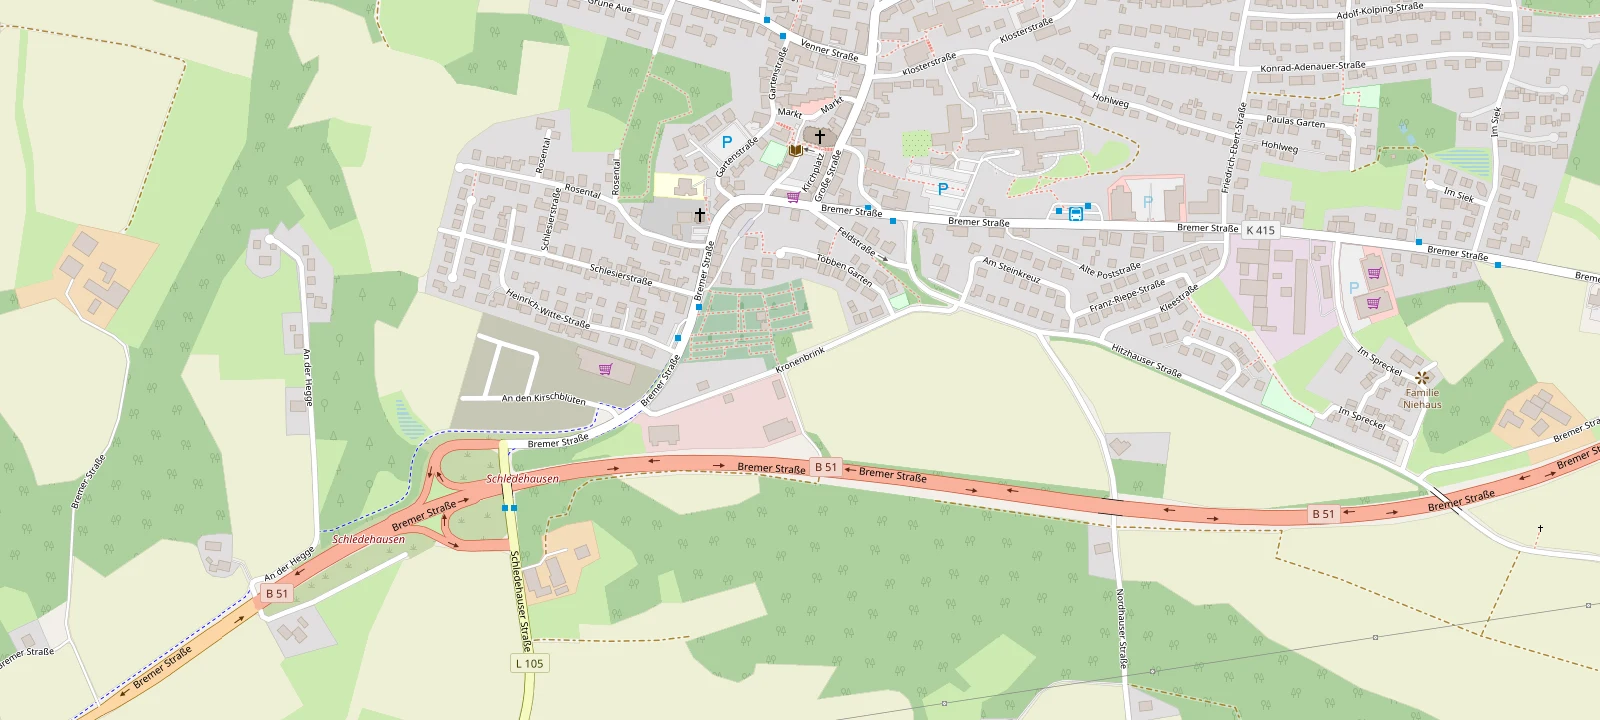 Grüne Aue
Adolf-Kolping-Straße
Klosterstraße
Venner Straße
Klosterstraße
Konrad-Adenauer-Straße
Gartenstraße
Markt
Markt
Hohlweg
Paulas Garten
Im Siek
Friedrich-Ebert-Straße
Hohlweg
P
Gartenstraße
Rosental
Rosental
Rosental
Kirchplatz
Große Straße
P
P
Im Siek
Schlesierstraße
Bremer Straße
Bremer Straße
Bremer Straße
K 415
Bremer Straße
Feldstraße
Bremer Straße
Tobben Garten
Am Steinkreuz
Alte Poststraße
Schlesierstraße
Franz-Riepe-Straße
Kleestraße
P
Heinrich-Witte-Straße
An der Hegge
Kronenbrink
Hitzhauser Straße
Im Spreckel
Familie
Niehaus
Bremer Straße
An den Kirschblüten
Im Spreckel
Bremer Straße
Bremer Straße
B 51
Bremer Straße
Bremer Straße
Schledehausen
Bremer Straße
Bremer Straße
B 51
Bremer Straße
Schledehausen
An der Hegge
B 51
Schledehauser Straße
Nordhauser Straße
Bremer Straße
L 105
Bremer Straße